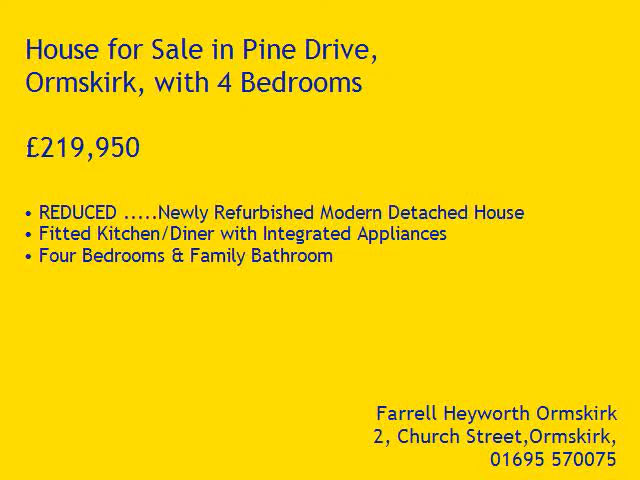 House for Sale in Pine Drive,
Ormskirk, with 4 Bedrooms
£219,950
• REDUCED .....Newly Refurbished Modern Detached House
• Fitted Kitchen/Diner with Integrated Appliances
• Four Bedrooms & Family Bathroom
Farrell Heyworth Ormskirk
2, Church Street,Ormskirk,
01695 570075